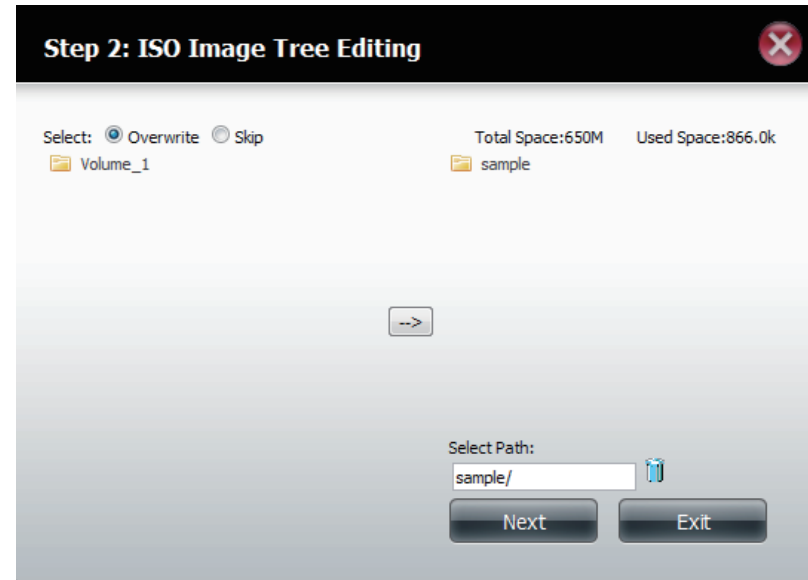 Step 2: ISO Image Tree Editing
Select: Overwrite Skip
Total Space:650M Used Space:866.0k
Volume_1
sample
-->
Select Path:
sample/
Next Exit